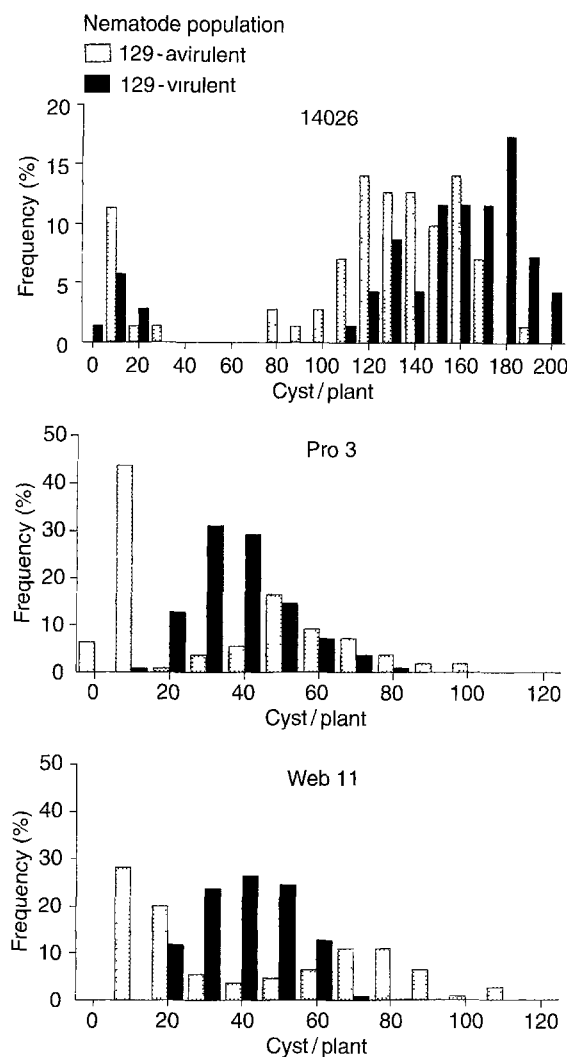 Nematode population
129-avirulent
129-virulent
14026
20
15
10
5
0
Frequency (%)
0 20 40 60 80 100 120 140 160 180 200
Cyst/plant
Pro 3
50
40
30
20
10
0
Frequency (%)
0 20 40 60 80 100 120
Cyst/plant
Web 11
50
40
30
20
10
0
Frequency (%)
0 20 40 60 80 100 120
Cyst/plant